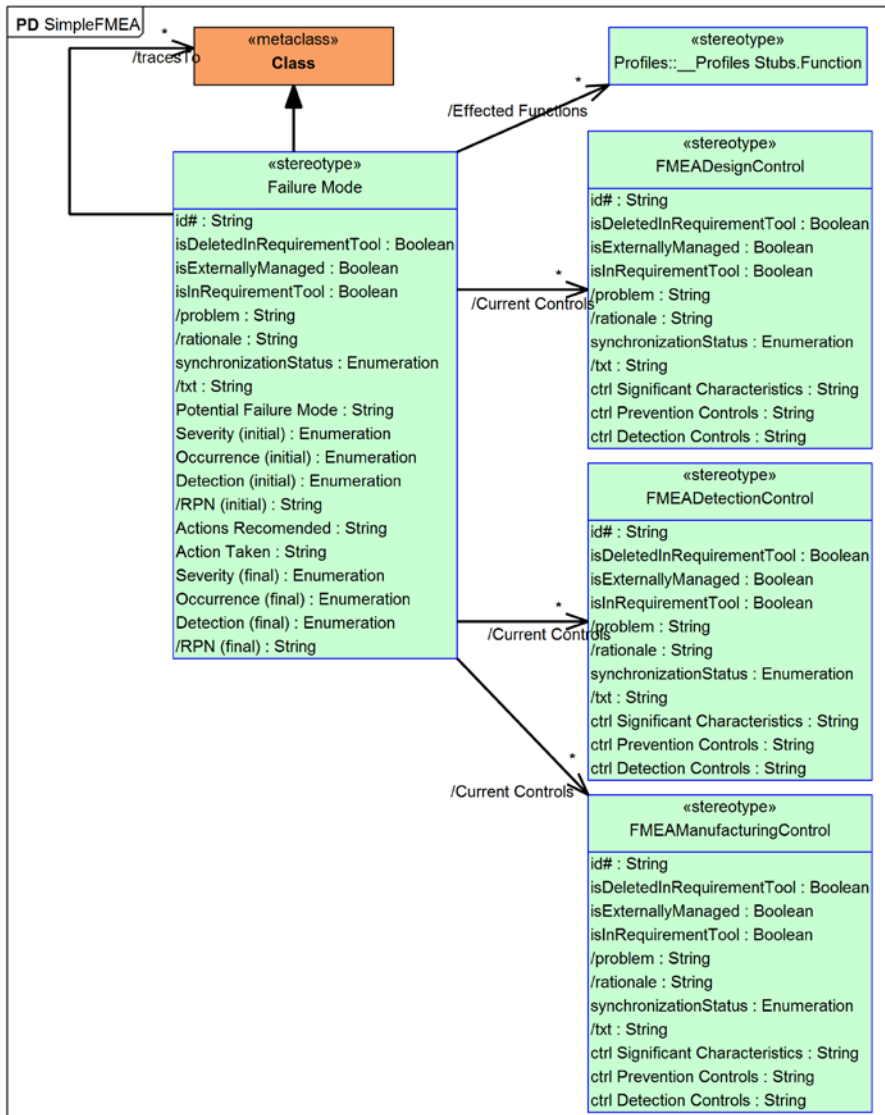 PD SimpleFMEA
*
/tracesTo
«metaclass»
Class
«stereotype»
Profiles::__Profiles Stubs.Function
*
/Effected Functions
«stereotype»
Failure Mode
id# : String
isDeletedInRequirementTool : Boolean
isExternallyManaged : Boolean
isInRequirementTool : Boolean
/problem : String
/rationale : String
synchronizationStatus : Enumeration
/txt : String
Potential Failure Mode : String
Severity (initial) : Enumeration
Occurrence (initial) : Enumeration
Detection (initial) : Enumeration
/RPN (initial) : String
Actions Recomended : String
Action Taken : String
Severity (final) : Enumeration
Occurrence (final) : Enumeration
Detection (final) : Enumeration
/RPN (final) : String
*
/Current Controls
«stereotype»
FMEADesignControl
id# : String
isDeletedInRequirementTool : Boolean
isExternallyManaged : Boolean
isInRequirementTool : Boolean
/problem : String
/rationale : String
synchronizationStatus : Enumeration
/txt : String
ctrl Significant Characteristics : String
ctrl Prevention Controls : String
ctrl Detection Controls : String
*
/Current Controls
«stereotype»
FMEADetectionControl
id# : String
isDeletedInRequirementTool : Boolean
isExternallyManaged : Boolean
isInRequirementTool : Boolean
/problem : String
/rationale : String
synchronizationStatus : Enumeration
/txt : String
ctrl Significant Characteristics : String
ctrl Prevention Controls : String
ctrl Detection Controls : String
*
/Current Controls
«stereotype»
FMEAManufacturingControl
id# : String
isDeletedInRequirementTool : Boolean
isExternallyManaged : Boolean
isInRequirementTool : Boolean
/problem : String
/rationale : String
synchronizationStatus : Enumeration
/txt : String
ctrl Significant Characteristics : String
ctrl Prevention Controls : String
ctrl Detection Controls : String